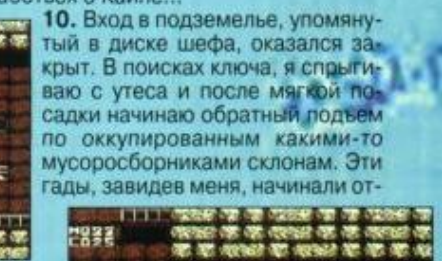 10. Вход в подземелье, упомяну-
тый в диске шефа, оказался за-
крыт. В поисках ключа, я спрыги-
ваю с утеса и после мягкой по-
садки начинаю обратный подъем
по оккупированным какими-то
мусоросборниками склонам. Эти
гады, завидев меня, начинали от-